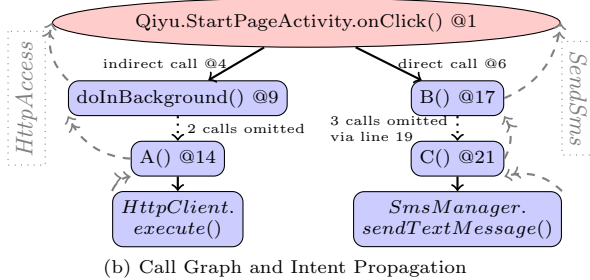 Qiyu.StartPageActivity.onClick() @1
HttpAccess
SendSms
indirect call @4
direct call @6
doInBackground() @9
B() @17
2 calls omitted
3 calls omitted
via line 19
A() @14
C() @21
HttpClient.
execute()
SmsManager.
sendTextMessage()
(b) Call Graph and Intent Propagation